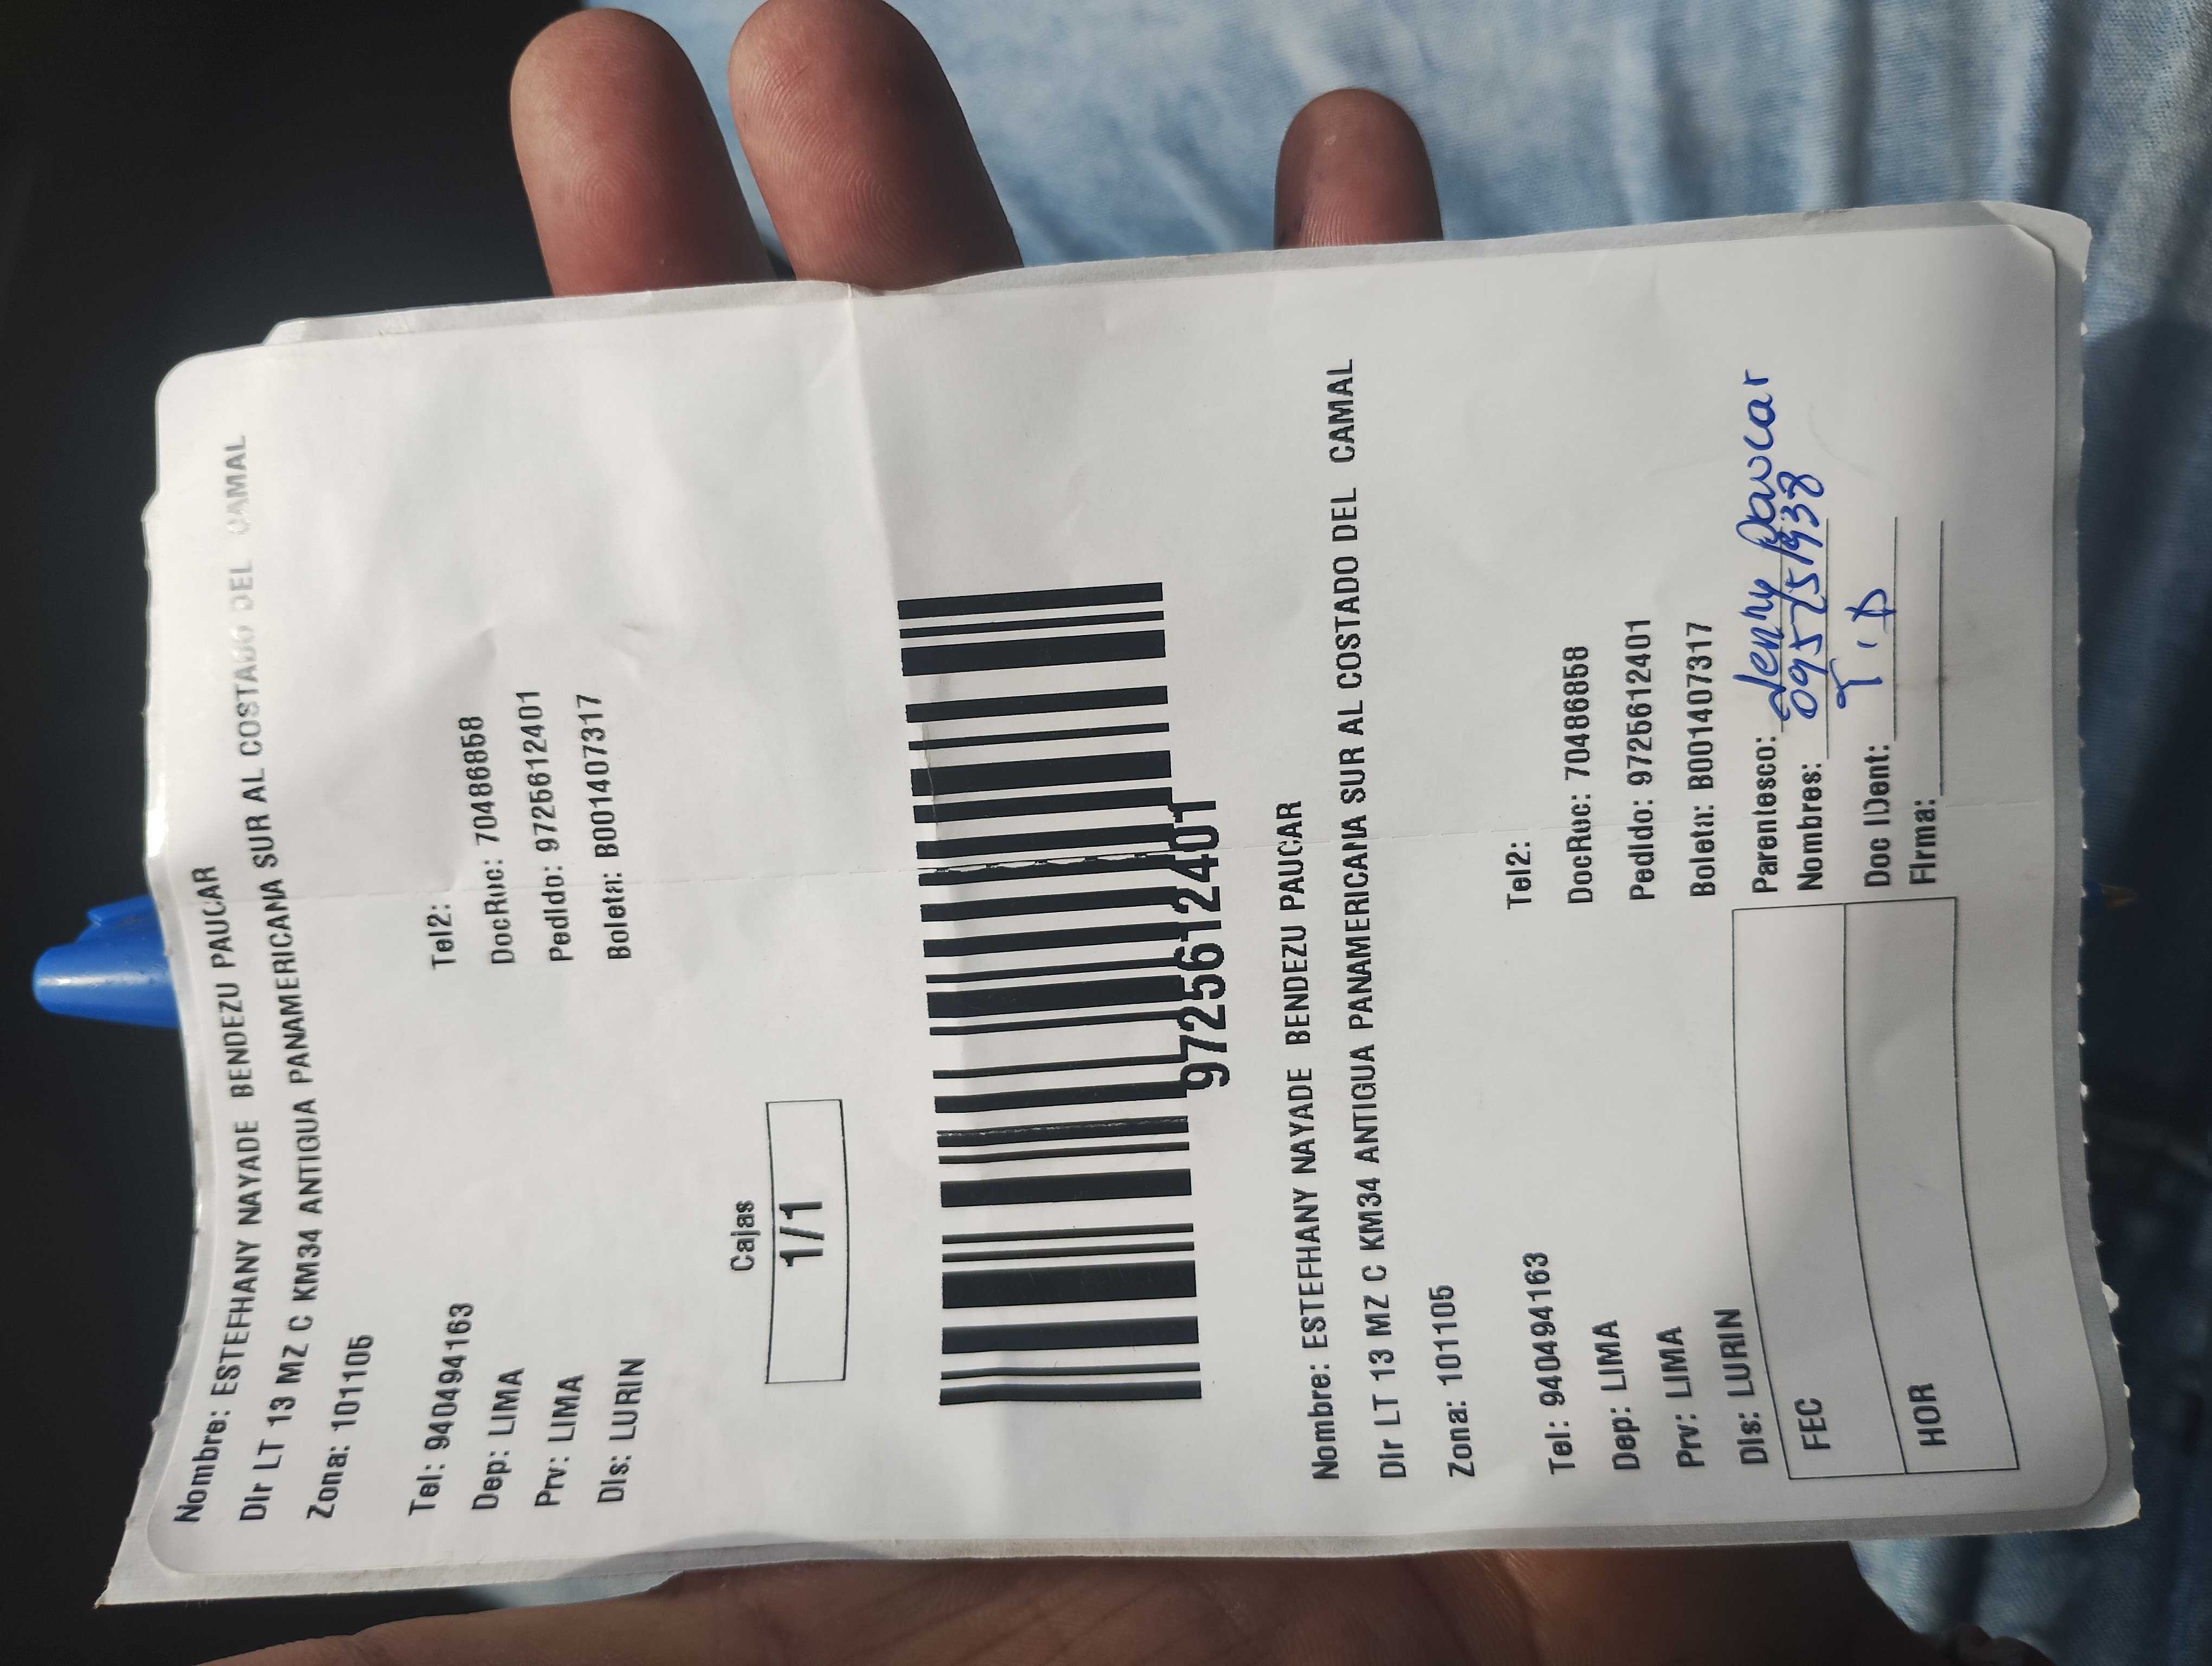 Nombre: ESTEFHANY NAYADE BENDEZU PAUCAR
Dir LT 13 MZ C KM34 ANTIGUA PANAMERICANA SUR AL COSTADO DEL CAMAL
Zona: 101105
Tel: 940494163 Tel2:
Dep: LIMA DocRuc: 70486858
Prv: LIMA Pedido: 9725612401
Dis: LURIN Boleta: B001407317
Cajas
1/1
9725612401
Nombre: ESTEFHANY NAYADE BENDEZU PAUCAR
Dir LT 13 MZ C KM34 ANTIGUA PANAMERICANA SUR AL COSTADO DEL CAMAL
Zona: 101105
Tel: 940494163 Tel2:
Dep: LIMA DocRuc: 70486858
Prv: LIMA Pedido: 9725612401
Dis: LURIN Boleta: B001407317
FEC Parentesco: Jenny Paucar
Nombres:
Doc IDent:
HOR Firma: